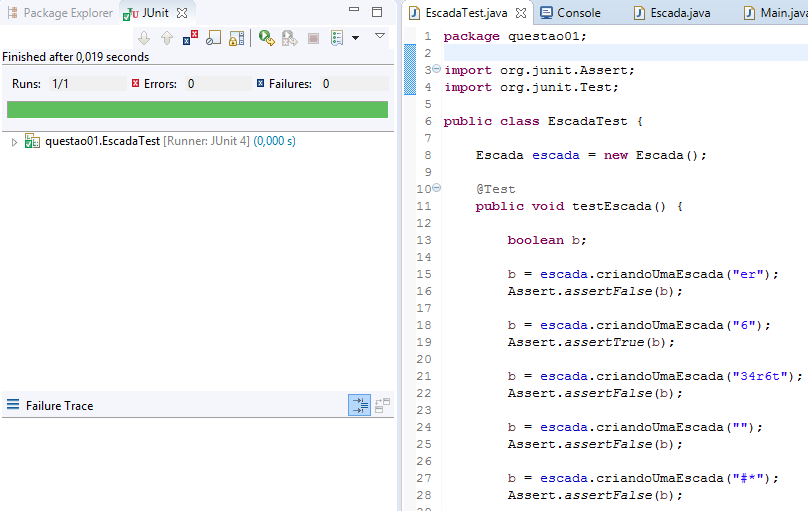 Package Explorer
JUnit
Finished after 0,019 seconds
Runs: 1/1
Errors: 0
Failures: 0
questao01.EscadaTest [Runner: JUnit 4] (0,000 s)
Failure Trace
EscadaTest.java
Console
Escada.java
Main.java
1 package questao01;
2
3 import org.junit.Assert;
4 import org.junit.Test;
5
6 public class EscadaTest {
7
8 Escada escada = new Escada();
9
10 @Test
11 public void testEscada() {
12
13 boolean b;
14
15 b = escada.criandoUmaEscada("er");
16 Assert.assertFalse(b);
17
18 b = escada.criandoUmaEscada("6");
19 Assert.assertTrue(b);
20
21 b = escada.criandoUmaEscada("34r6t");
22 Assert.assertFalse(b);
23
24 b = escada.criandoUmaEscada("");
25 Assert.assertFalse(b);
26
27 b = escada.criandoUmaEscada("#*");
28 Assert.assertFalse(b);